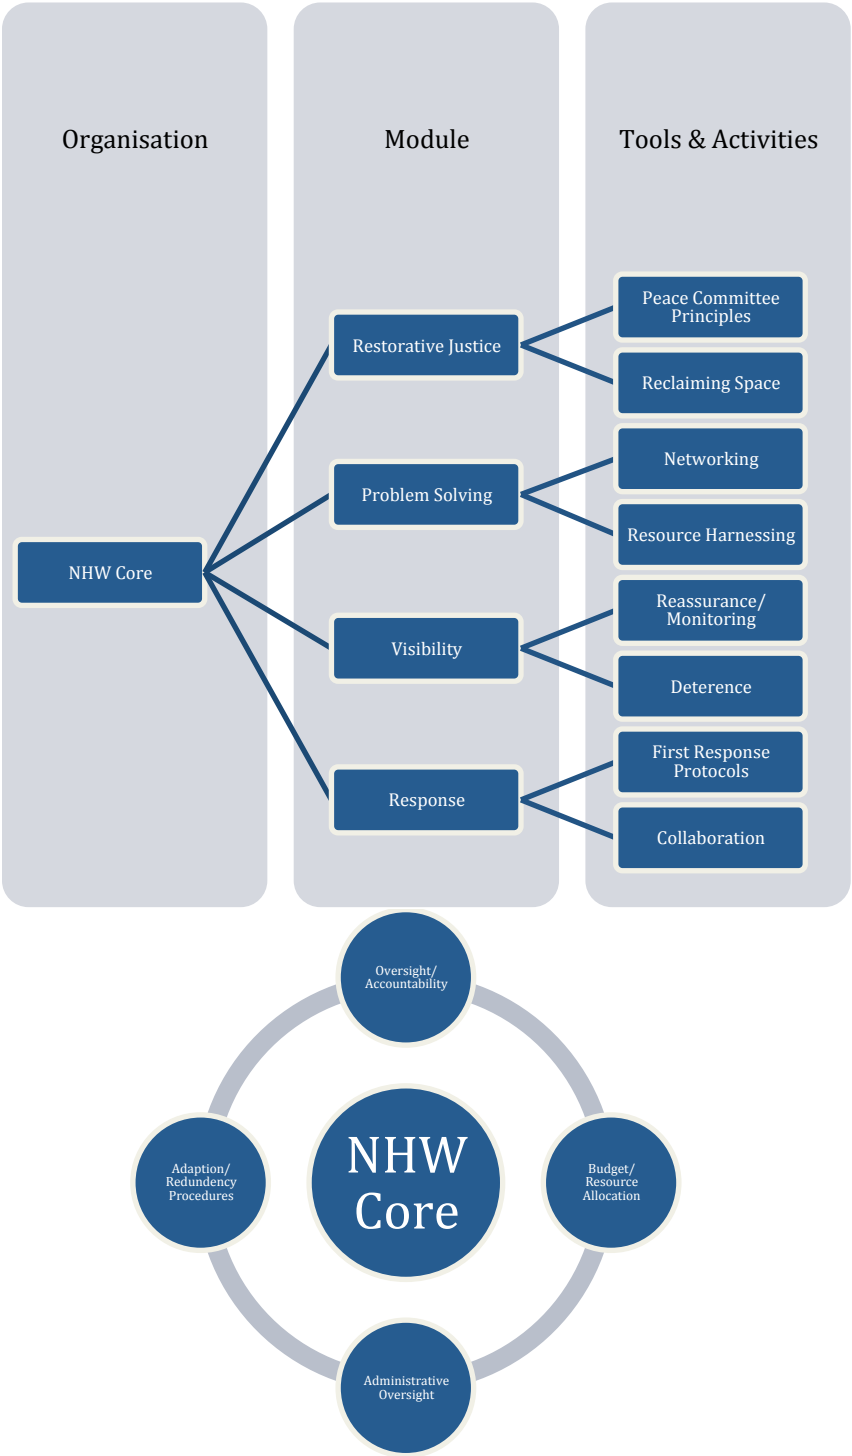 Organisation
Module
Tools & Activities
NHW Core
Restorative Justice
Problem Solving
Visibility
Response
Peace Committee
Principles
Reclaiming Space
Networking
Resource Harnessing
Reassurance/
Monitoring
Deterence
First Response
Protocols
Collaboration
Oversight/
Accountability
NHW
Core
Adaption/
Redundency
Procedures
Budget/
Resource
Allocation
Administrative
Oversight